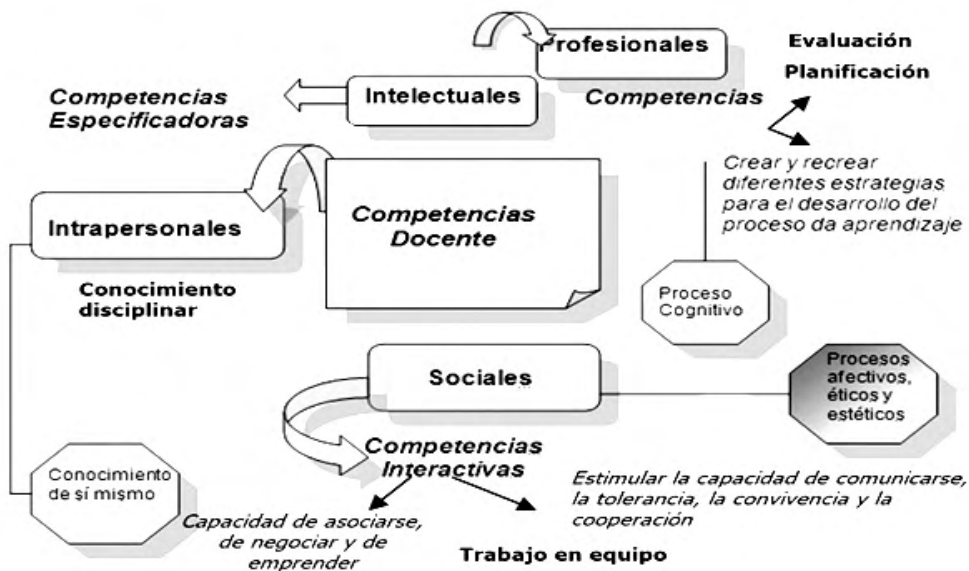 Profesionales
Evaluación
Planificación
Intelectuales
Competencias
Especificadoras
Competencias
Crear y recrear
diferentes estrategias
para el desarrollo del
proceso da aprendizaje
Intrapersonales
Competencias
Docente
Conocimiento
disciplinar
Proceso
Cognitivo
Sociales
Procesos
afectivos,
éticos y
estéticos
Competencias
Interactivas
Conocimiento
de sí mismo
Estimular la capacidad de comunicarse,
la tolerancia, la convivencia y la
cooperación
Capacidad de asociarse,
de negociar y de
emprender
Trabajo en equipo